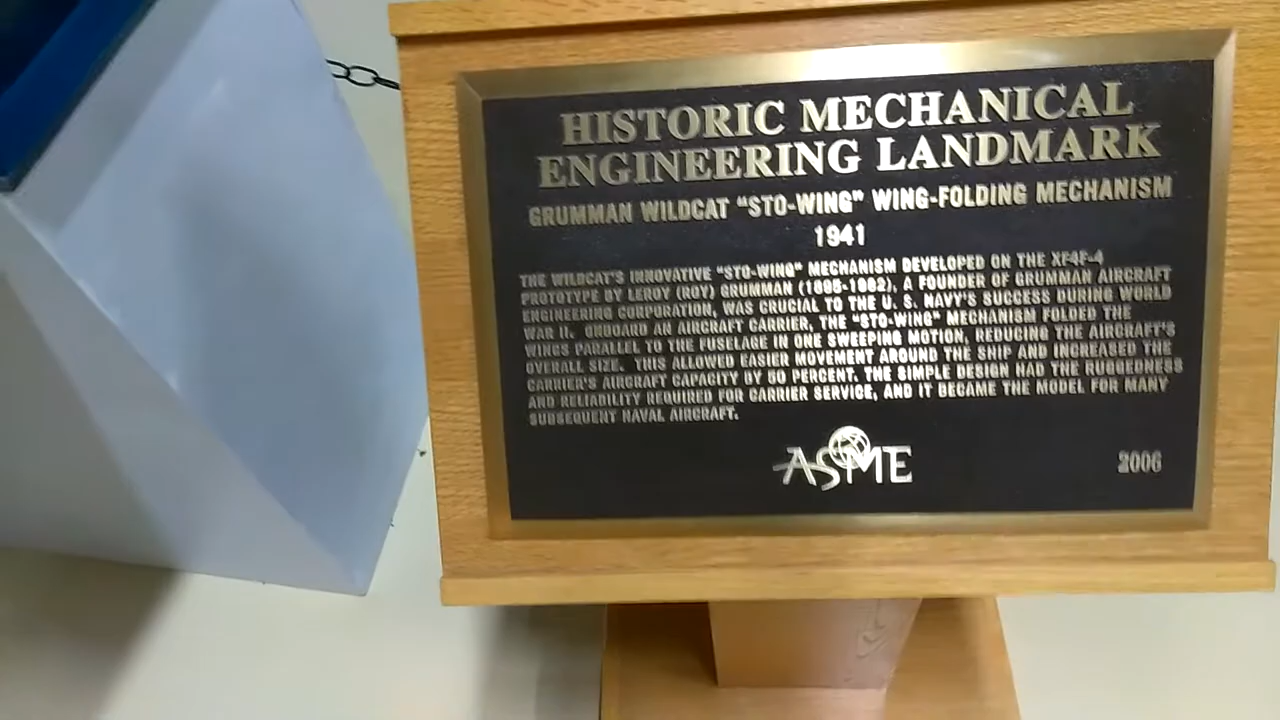 HISTORIC MECHANICAL
ENGINEERING LANDMARK
GRUMMAN WILDCAT "STO-WING" WING-FOLDING MECHANISM
1941
THE WILDCAT'S INNOVATIVE "STO-WING" MECHANISM DEVELOPED ON THE XF4F-4
PROTOTYPE BY LEROY (ROY) GRUMMAN (1895-1982), A FOUNDER OF GRUMMAN AIRCRAFT
ENGINEERING CORPORATION, WAS CRUCIAL TO THE U. S. NAVY'S SUCCESS DURING WORLD
WAR II. ONBOARD AN AIRCRAFT CARRIER, THE "STO-WING" MECHANISM FOLDED THE
WINGS PARALLEL TO THE FUSELAGE IN ONE SWEEPING MOTION, REDUCING THE AIRCRAFT'S
OVERALL SIZE. THIS ALLOWED EASIER MOVEMENT AROUND THE SHIP AND INCREASED THE
CARRIER'S AIRCRAFT CAPACITY BY 50 PERCENT. THE SIMPLE DESIGN HAD THE RUGGEDNESS
AND RELIABILITY REQUIRED FOR CARRIER SERVICE, AND IT BECAME THE MODEL FOR MANY
SUBSEQUENT NAVAL AIRCRAFT.
ASME
2006